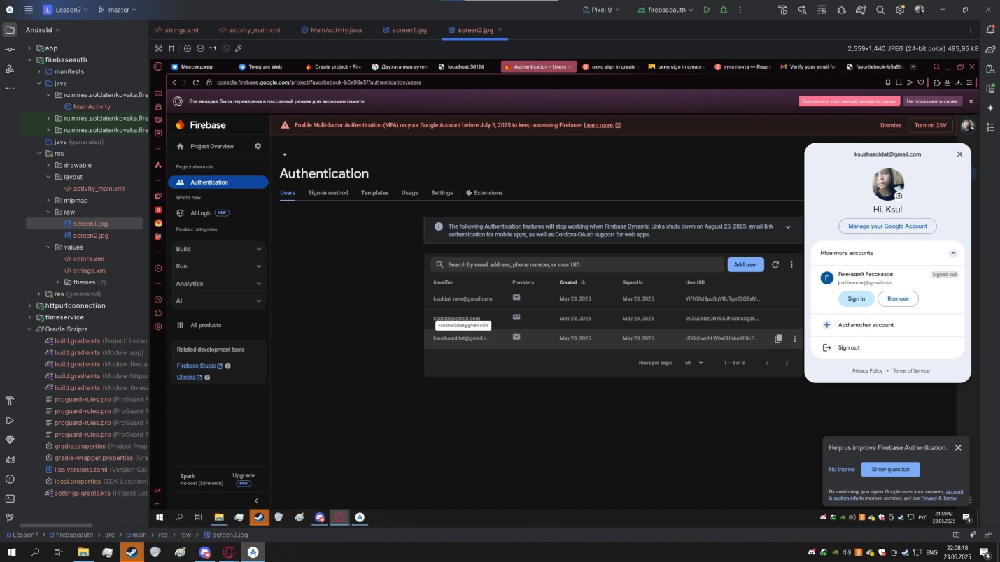 Lesson7
master
Pixel 9
firebaseauth
Android
strings.xml
activity_main.xml
MainActivity.java
screen1.jpg
screen2.jpg
1:1
2,559x1,440 JPEG (24-bit color) 495,95 kB
app
firebaseauth
manifests
java
ru.mirea.soldatenkovaka.fire
MainActivity
ru.mirea.soldatenkovaka.fire
ru.mirea.soldatenkovaka.fire
java (generated)
res
drawable
layout
activity_main.xml
mipmap
raw
screen1.jpg
screen2.jpg
values
colors.xml
strings.xml
themes (2)
res (generated)
httpurlconnection
timeservice
Gradle Scripts
build.gradle.kts (Project: Lesso
build.gradle.kts (Module :app)
build.gradle.kts (Module :fireba
build.gradle.kts (Module :httpur
build.gradle.kts (Module :times
proguard-rules.pro (ProGuard R
proguard-rules.pro (ProGuard R
proguard-rules.pro (ProGuard R
proguard-rules.pro (ProGuard R
gradle.properties (Project Prop
gradle-wrapper.properties (Gra
libs.versions.toml (Version Cat
local.properties (SDK Location)
settings.gradle.kts (Project Set
Мессенджер
Telegram Web
Create project - Fire
Двухэтапная аутен
localhost:56124
Authentication - Users -
окно sign in create a
окно sign in create a
гугл почта — Яндек
Verify your email for
favoritebook-b5a98
console.firebase.google.com/project/favoritebook-b5a98e5f/authentication/users
Эта вкладка была переведена в пассивный режим для экономии памяти.
Выключить пассивный режим вкладки
Не показывать снова
Firebase
Enable Multi-factor Authentication (MFA) on your Google Account before July 5, 2025 to keep accessing Firebase. Learn more
Dismiss
Turn on 2SV
Project Overview
Project shortcuts
Authentication
What's new
AI Logic NEW
Product categories
Build
Run
Analytics
AI
All products
Related development tools
Firebase Studio
Checks
Spark
No-cost ($0/month)
Upgrade
NEW
Authentication
Users
Sign-in method
Templates
Usage
Settings
Extensions
The following Authentication features will stop working when Firebase Dynamic Links shuts down on August 25, 2025: email link
authentication for mobile apps, as well as Cordova OAuth support for web apps.
Search by email address, phone number, or user UID
Add user
Identifier
Providers
Created
Signed In
User UID
ksoldat_new@gmail.com
May 23, 2025
May 23, 2025
YIFIO0d9paSqVRcTge22O8xM...
ksoldat@gmail.com
May 23, 2025
May 23, 2025
99XuDxbzDBYS5JNSonsSgzK...
ksushasoldat@gmail.com
ksushasoldat@gmail.c...
May 23, 2025
May 23, 2025
JOSqLwdhLWbaSUhAeKF0cP...
Rows per page:
50
1 – 3 of 3
ksushasoldat@gmail.com
Hi, Ksu!
Manage your Google Account
Hide more accounts
Г
Геннадий Рассказов
Signed out
jokhinandrej@gmail.com
Sign in
Remove
Add another account
Sign out
Privacy Policy • Terms of Service
Help us improve Firebase Authentication.
No thanks
Show question
By continuing, you agree Google uses your answers, account
& system info to improve services, per our Privacy & Terms.
РУС
21:59:42
23.05.2025
Lesson7
firebaseauth
src
main
res
raw
screen2.jpg
ENG
22:08:18
23.05.2025